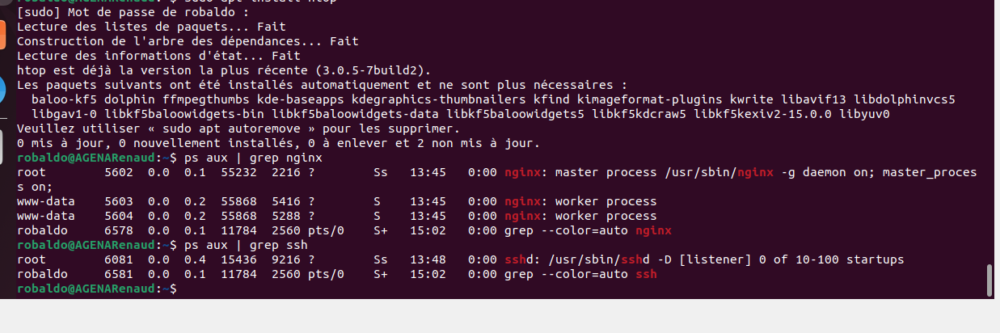 sudo apt install htop
[sudo] Mot de passe de robaldo :
Lecture des listes de paquets... Fait
Construction de l'arbre des dépendances... Fait
Lecture des informations d'état... Fait
htop est déjà la version la plus récente (3.0.5-7build2).
Les paquets suivants ont été installés automatiquement et ne sont plus nécessaires :
  baloo-kf5 dolphin ffmpegthumbs kde-baseapps kdegraphics-thumbnailers kfind kimageformat-plugins kwrite libavif13 libdolphinvcs5
  libgav1-0 libkf5baloowidgets-bin libkf5baloowidgets-data libkf5baloowidgets5 libkf5kdcraw5 libkf5kexiv2-15.0.0 libyuv0
Veuillez utiliser « sudo apt autoremove » pour les supprimer.
0 mis à jour, 0 nouvellement installés, 0 à enlever et 2 non mis à jour.
robaldo@AGENARenaud:~$ ps aux | grep nginx
root        5602  0.0  0.1  55232  2216 ?        Ss   13:45   0:00 nginx: master process /usr/sbin/nginx -g daemon on; master_proces
s on;
www-data    5603  0.0  0.2  55868  5416 ?        S    13:45   0:00 nginx: worker process
www-data    5604  0.0  0.2  55868  5288 ?        S    13:45   0:00 nginx: worker process
robaldo     6578  0.0  0.1  11784  2560 pts/0    S+   15:02   0:00 grep --color=auto nginx
robaldo@AGENARenaud:~$ ps aux | grep ssh
root        6081  0.0  0.4  15436  9216 ?        Ss   13:48   0:00 sshd: /usr/sbin/sshd -D [listener] 0 of 10-100 startups
robaldo     6581  0.0  0.1  11784  2560 pts/0    S+   15:02   0:00 grep --color=auto ssh
robaldo@AGENARenaud:~$